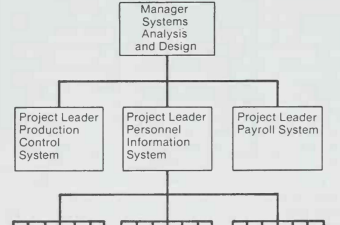 Manager
Systems
Analysis
and Design
Project Leader
Production
Control
System
Project Leader
Personnel
Information
System
Project Leader
Payroll System